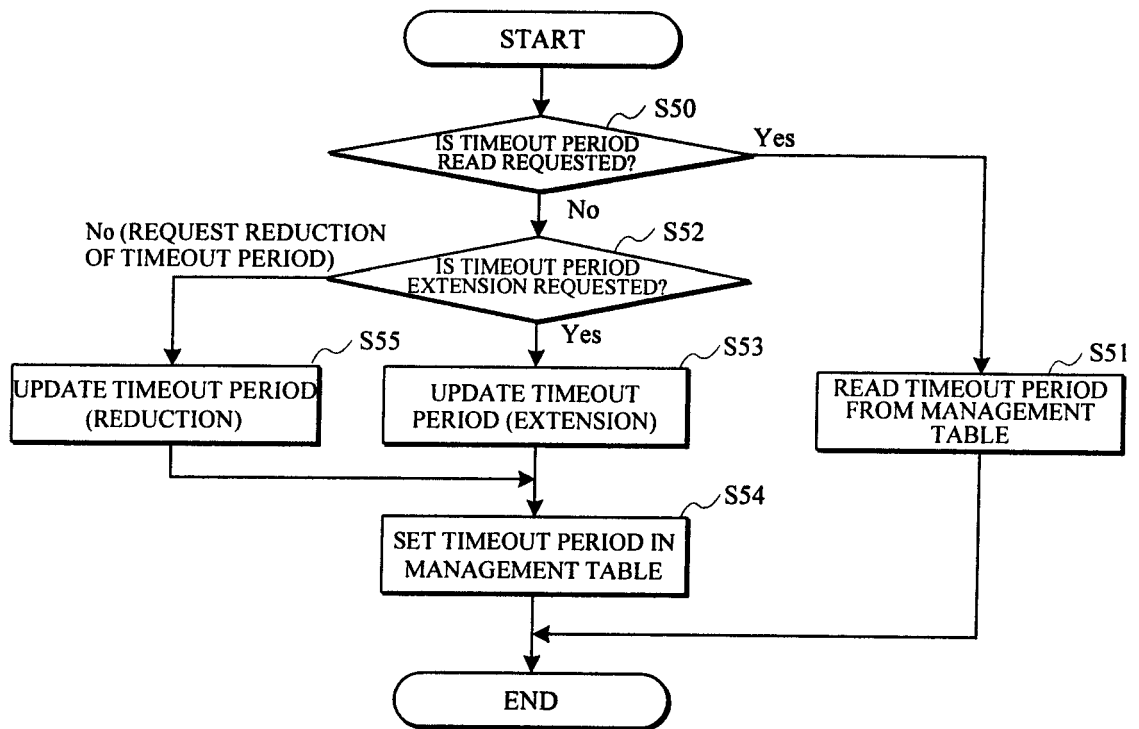 START
S50
IS TIMEOUT PERIOD
READ REQUESTED?
Yes
No
S52
No (REQUEST REDUCTION
OF TIMEOUT PERIOD)
IS TIMEOUT PERIOD
EXTENSION REQUESTED?
Yes
S55
UPDATE TIMEOUT PERIOD
(REDUCTION)
S53
UPDATE TIMEOUT
PERIOD (EXTENSION)
S51
READ TIMEOUT PERIOD
FROM MANAGEMENT
TABLE
S54
SET TIMEOUT PERIOD IN
MANAGEMENT TABLE
END